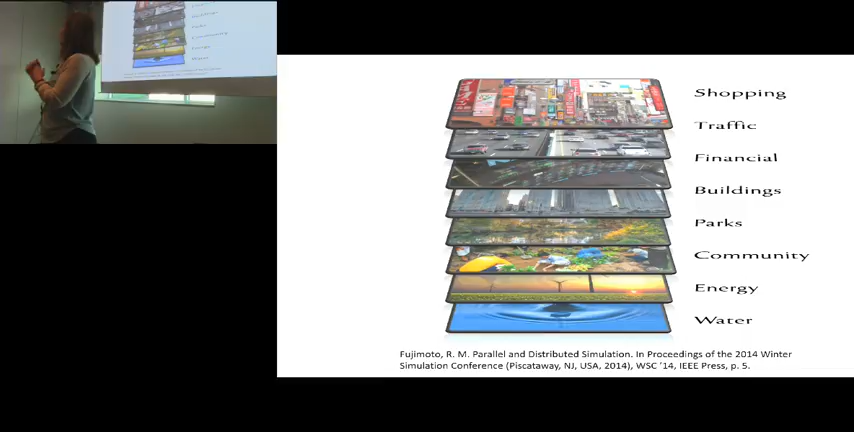 Shopping
Traffic
Financial
Buildings
Parks
Community
Energy
Water
Fujimoto, R. M. Parallel and Distributed Simulation. In Proceedings of the 2014 Winter
Simulation Conference (Piscataway, NJ, USA, 2014), WSC '14, IEEE Press, p. 5.